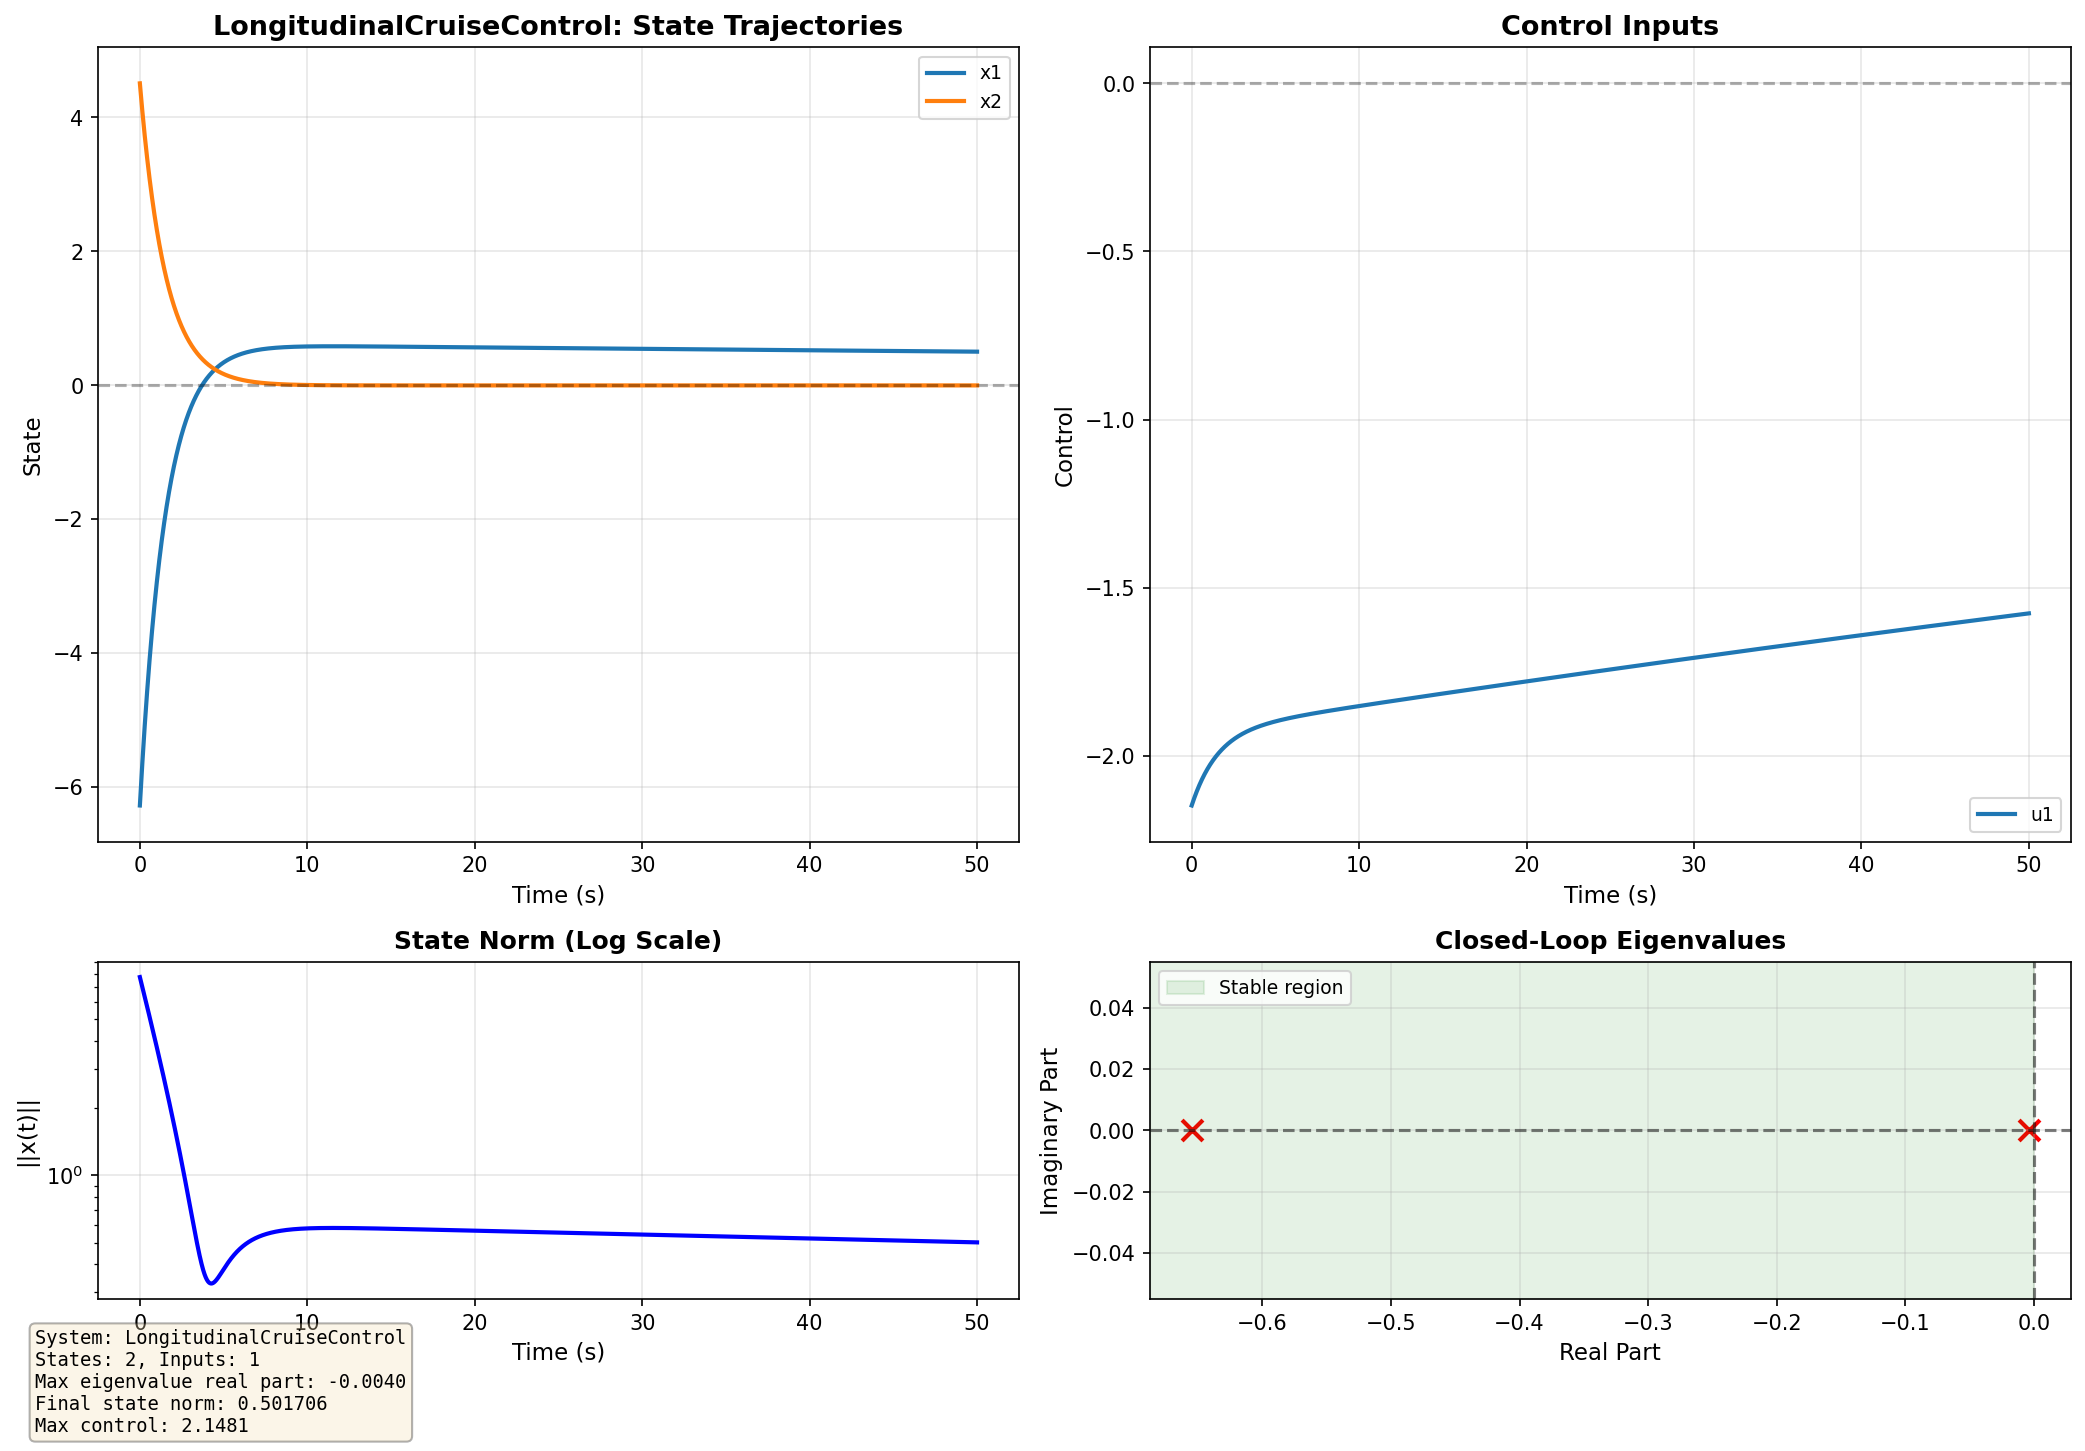 LongitudinalCruiseControl: State Trajectories
x1
x2
4
2
0
−2
−4
−6
State
0
10
20
30
40
50
Time (s)
Control Inputs
0.0
−0.5
−1.0
−1.5
−2.0
Control
u1
0
10
20
30
40
50
Time (s)
State Norm (Log Scale)
10⁰
||x(t)||
0
10
20
30
40
50
Time (s)
Closed-Loop Eigenvalues
Stable region
0.04
0.02
0.00
−0.02
−0.04
Imaginary Part
−0.6
−0.5
−0.4
−0.3
−0.2
−0.1
0.0
Real Part
System: LongitudinalCruiseControl
States: 2, Inputs: 1
Max eigenvalue real part: -0.0040
Final state norm: 0.501706
Max control: 2.1481